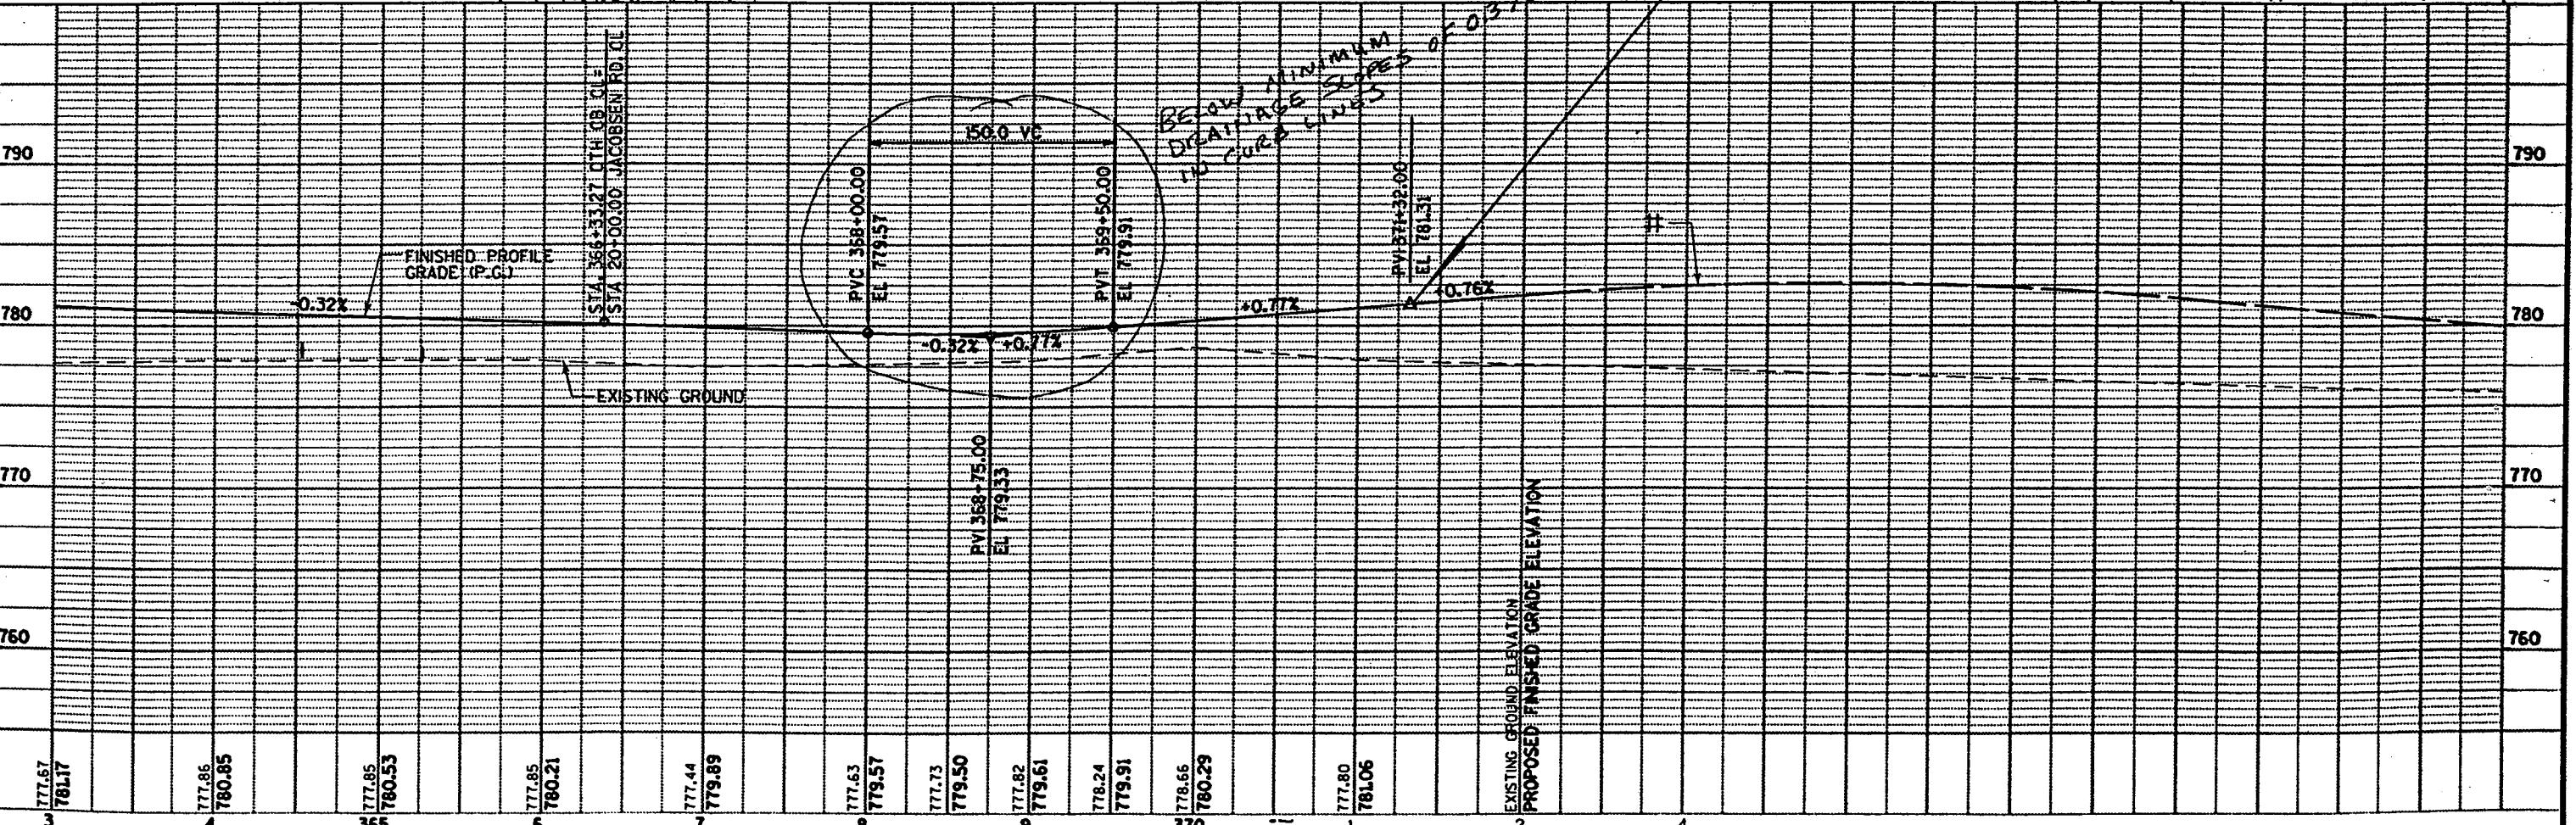 BELOW MINIMUM
DRAINAGE SLOPES OF 0.3%
IN CURB LINES
STA. 366+33.27 CTH CB CL =
STA 20+00.00 JACOBSEN RD. CL
150.0 VC
790
790
PVC 368+00.00
EL 779.57
PVT 369+50.00
EL 779.91
PVI 371+32.00
EL 781.31
#
FINISHED PROFILE
GRADE (P.G.)
-0.32%
+0.77%
+0.76%
780
780
-0.32% +0.77%
EXISTING GROUND
PVI 368+75.00
EL 779.33
770
770
760
760
EXISTING GROUND ELEVATION
PROPOSED FINISHED GRADE ELEVATION
777.67
781.17
777.86
780.85
777.85
780.53
777.85
780.21
777.44
779.89
777.63
779.57
777.73
779.50
777.82
779.61
778.24
779.91
778.66
780.29
777.80
781.06
3 4 365 6 7 8 9 370 1 2 4